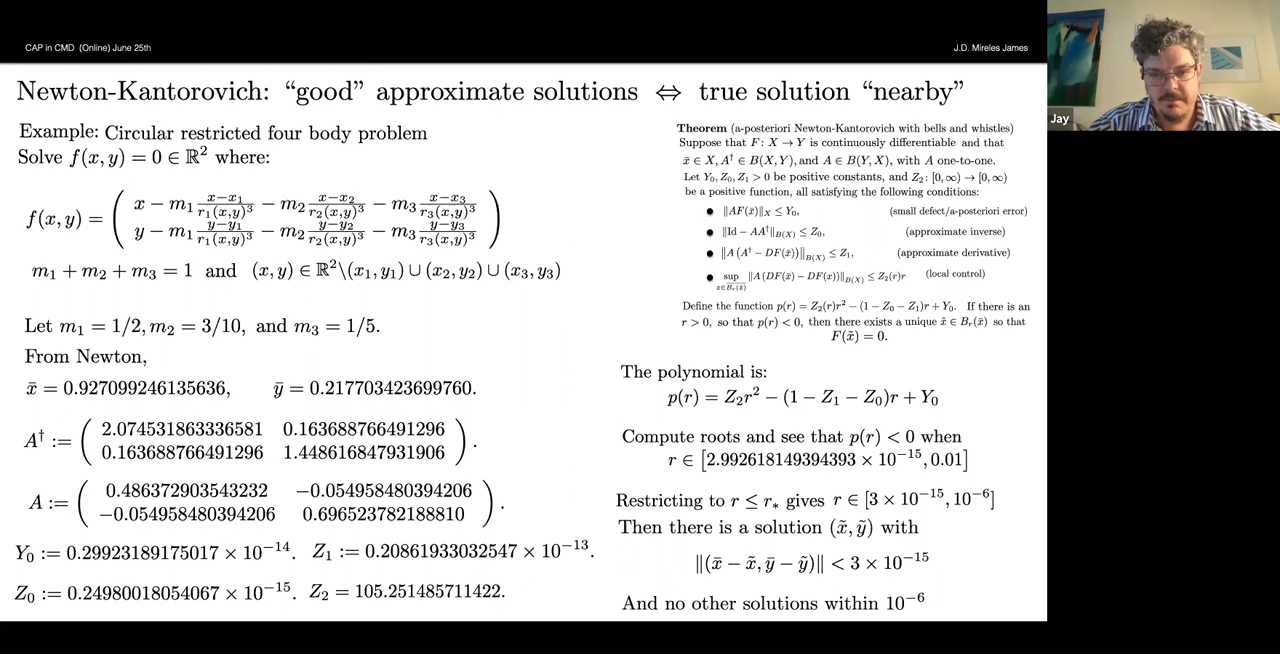 CAP in CMD (Online) June 25th
J.D. Mireles James
Jay
Newton-Kantorovich: “good” approximate solutions ⇔ true solution “nearby”
Example: Circular restricted four body problem
Solve f(x, y) = 0 ∈ ℝ² where:
f(x, y) = ( x − m₁ (x−x₁)/(r₁(x,y)³) − m₂ (x−x₂)/(r₂(x,y)³) − m₃ (x−x₃)/(r₃(x,y)³)
y − m₁ (y−y₁)/(r₁(x,y)³) − m₂ (y−y₂)/(r₂(x,y)³) − m₃ (y−y₃)/(r₃(x,y)³) )
m₁ + m₂ + m₃ = 1 and (x, y) ∈ ℝ²\(x₁, y₁) ∪ (x₂, y₂) ∪ (x₃, y₃)
Let m₁ = 1/2, m₂ = 3/10, and m₃ = 1/5.
From Newton,
x̄ = 0.927099246135636, ȳ = 0.217703423699760.
A† := ( 2.074531863336581 0.163688766491296
0.163688766491296 1.448616847931906 ).
A := ( 0.486372903543232 −0.054958480394206
−0.054958480394206 0.696523782188810 ).
Y₀ := 0.29923189175017 × 10⁻¹⁴. Z₁ := 0.20861933032547 × 10⁻¹³.
Z₀ := 0.24980018054067 × 10⁻¹⁵. Z₂ = 105.251485711422.
Theorem (a-posteriori Newton-Kantorovich with bells and whistles)
Suppose that F : X → Y is continuously differentiable and that
x̄ ∈ X, A† ∈ B(X, Y), and A ∈ B(Y, X), with A one-to-one.
Let Y₀, Z₀, Z₁ > 0 be positive constants, and Z₂ : [0, ∞) → [0, ∞)
be a positive function, all satisfying the following conditions:
● ‖AF(x̄)‖_X ≤ Y₀, (small defect/a-posteriori error)
● ‖Id − AA†‖_B(X) ≤ Z₀, (approximate inverse)
● ‖A (A† − DF(x̄))‖_B(X) ≤ Z₁, (approximate derivative)
● sup_{x∈B_r(x̄)} ‖A (DF(x̄) − DF(x))‖_B(X) ≤ Z₂(r)r (local control)
Define the function p(r) = Z₂(r)r² − (1 − Z₀ − Z₁)r + Y₀. If there is an
r > 0, so that p(r) < 0, then there exists a unique x̃ ∈ B_r(x̄) so that
F(x̃) = 0.
The polynomial is:
p(r) = Z₂r² − (1 − Z₁ − Z₀)r + Y₀
Compute roots and see that p(r) < 0 when
r ∈ [2.992618149394393 × 10⁻¹⁵, 0.01]
Restricting to r ≤ r* gives r ∈ [3 × 10⁻¹⁵, 10⁻⁶]
Then there is a solution (x̃, ỹ) with
‖(x̄ − x̃, ȳ − ỹ)‖ < 3 × 10⁻¹⁵
And no other solutions within 10⁻⁶